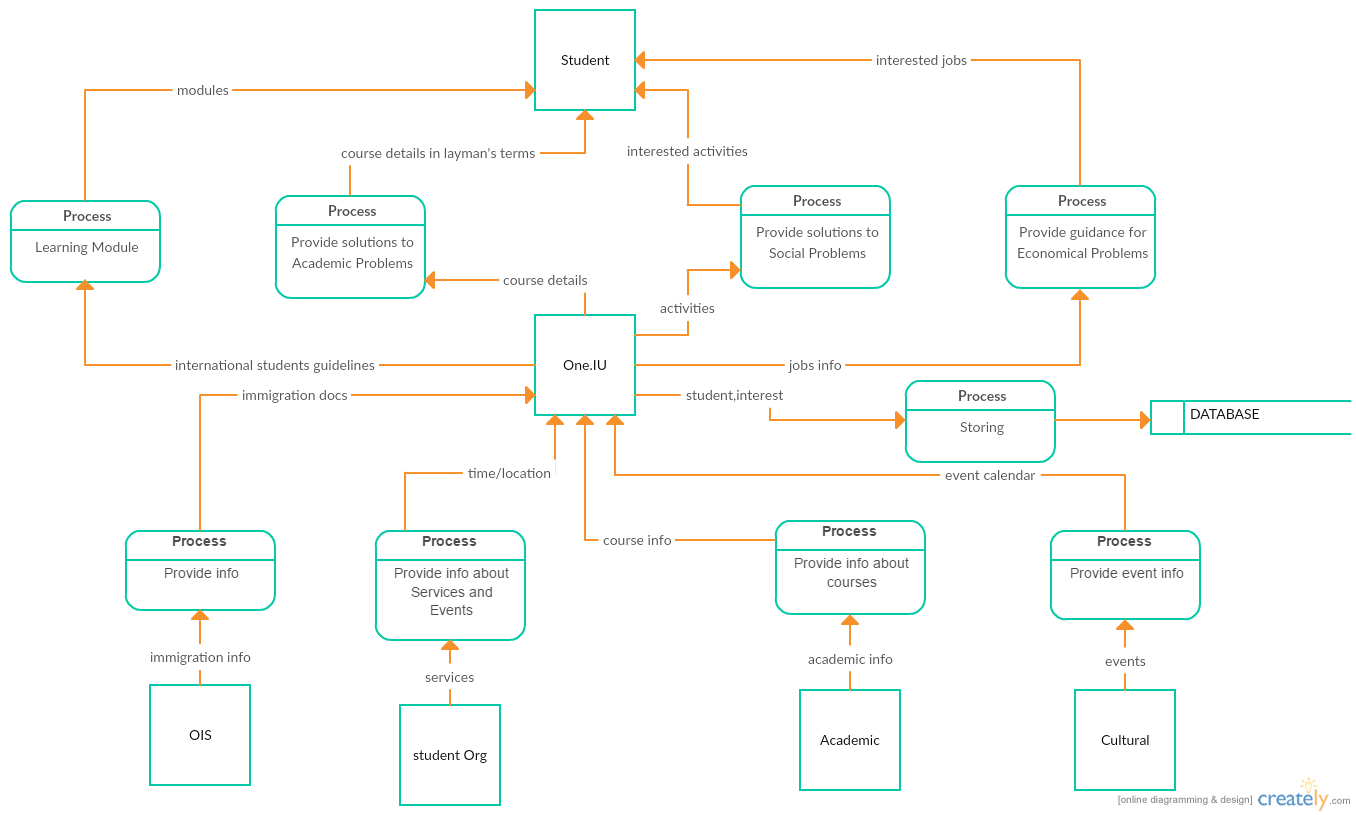 Student
interested jobs
modules
course details in layman's terms
interested activities
Process
Learning Module
Process
Provide solutions to
Academic Problems
Process
Provide solutions to
Social Problems
Process
Provide guidance for
Economical Problems
course details
activities
One.IU
international students guidelines
jobs info
immigration docs
student,interest
Process
Storing
DATABASE
time/location
event calendar
course info
Process
Provide info
Process
Provide info about
Services and
Events
Process
Provide info about
courses
Process
Provide event info
immigration info
services
academic info
events
OIS
student Org
Academic
Cultural
[online diagramming & design] creately.com